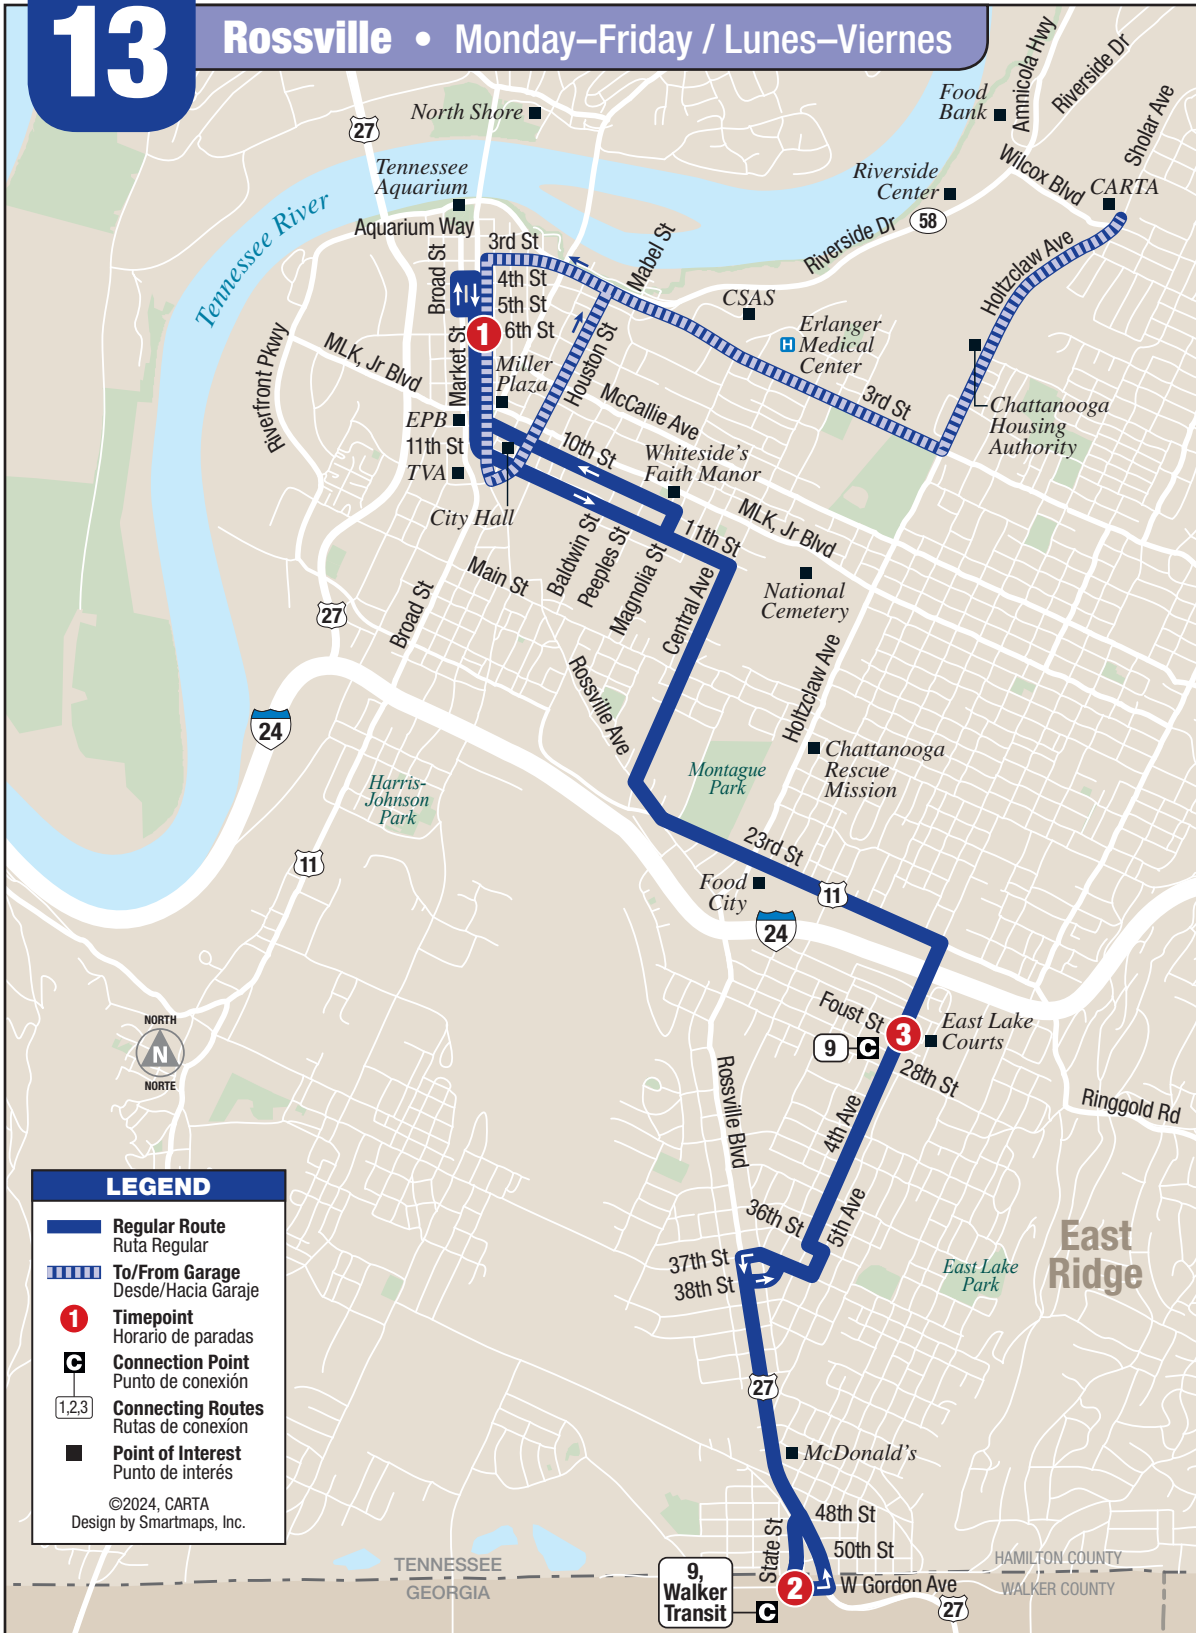 13
Rossville • Monday–Friday / Lunes–Viernes
Food
Bank
Amnicola Hwy
Riverside Dr
Sholar Ave
North Shore
27
Tennessee
Aquarium
Riverside
Center
Wilcox Blvd
CARTA
Tennessee River
Aquarium Way
58
Riverside Dr
3rd St
Mabel St
Holtzclaw Ave
Broad St
4th St
5th St
6th St
1
CSAS
H
Erlanger
Medical
Center
Riverfront Pkwy
MLK, Jr Blvd
Market St
Miller
Plaza
Houston St
McCallie Ave
3rd St
Chattanooga
Housing
Authority
EPB
11th St
TVA
10th St
Whiteside's
Faith Manor
City Hall
MLK, Jr Blvd
11th St
Baldwin St
Peeples St
Magnolia St
Main St
National
Cemetery
27
Broad St
Central Ave
Rossville Ave
Holtzclaw Ave
24
Chattanooga
Rescue
Mission
Montague
Park
Harris-
Johnson
Park
23rd St
11
Food
City
11
24
Foust St
3
East Lake
Courts
9
C
28th St
NORTH
N
NORTE
Rossville Blvd
4th Ave
Ringgold Rd
36th St
5th Ave
37th St
38th St
East Lake
Park
East
Ridge
27
McDonald's
48th St
State St
50th St
TENNESSEE
GEORGIA
HAMILTON COUNTY
WALKER COUNTY
9,
Walker
Transit
C
2
W Gordon Ave
27
LEGEND
Regular Route
Ruta Regular
To/From Garage
Desde/Hacia Garaje
1
Timepoint
Horario de paradas
C
Connection Point
Punto de conexión
1,2,3
Connecting Routes
Rutas de conexíon
Point of Interest
Punto de interés
©2024, CARTA
Design by Smartmaps, Inc.